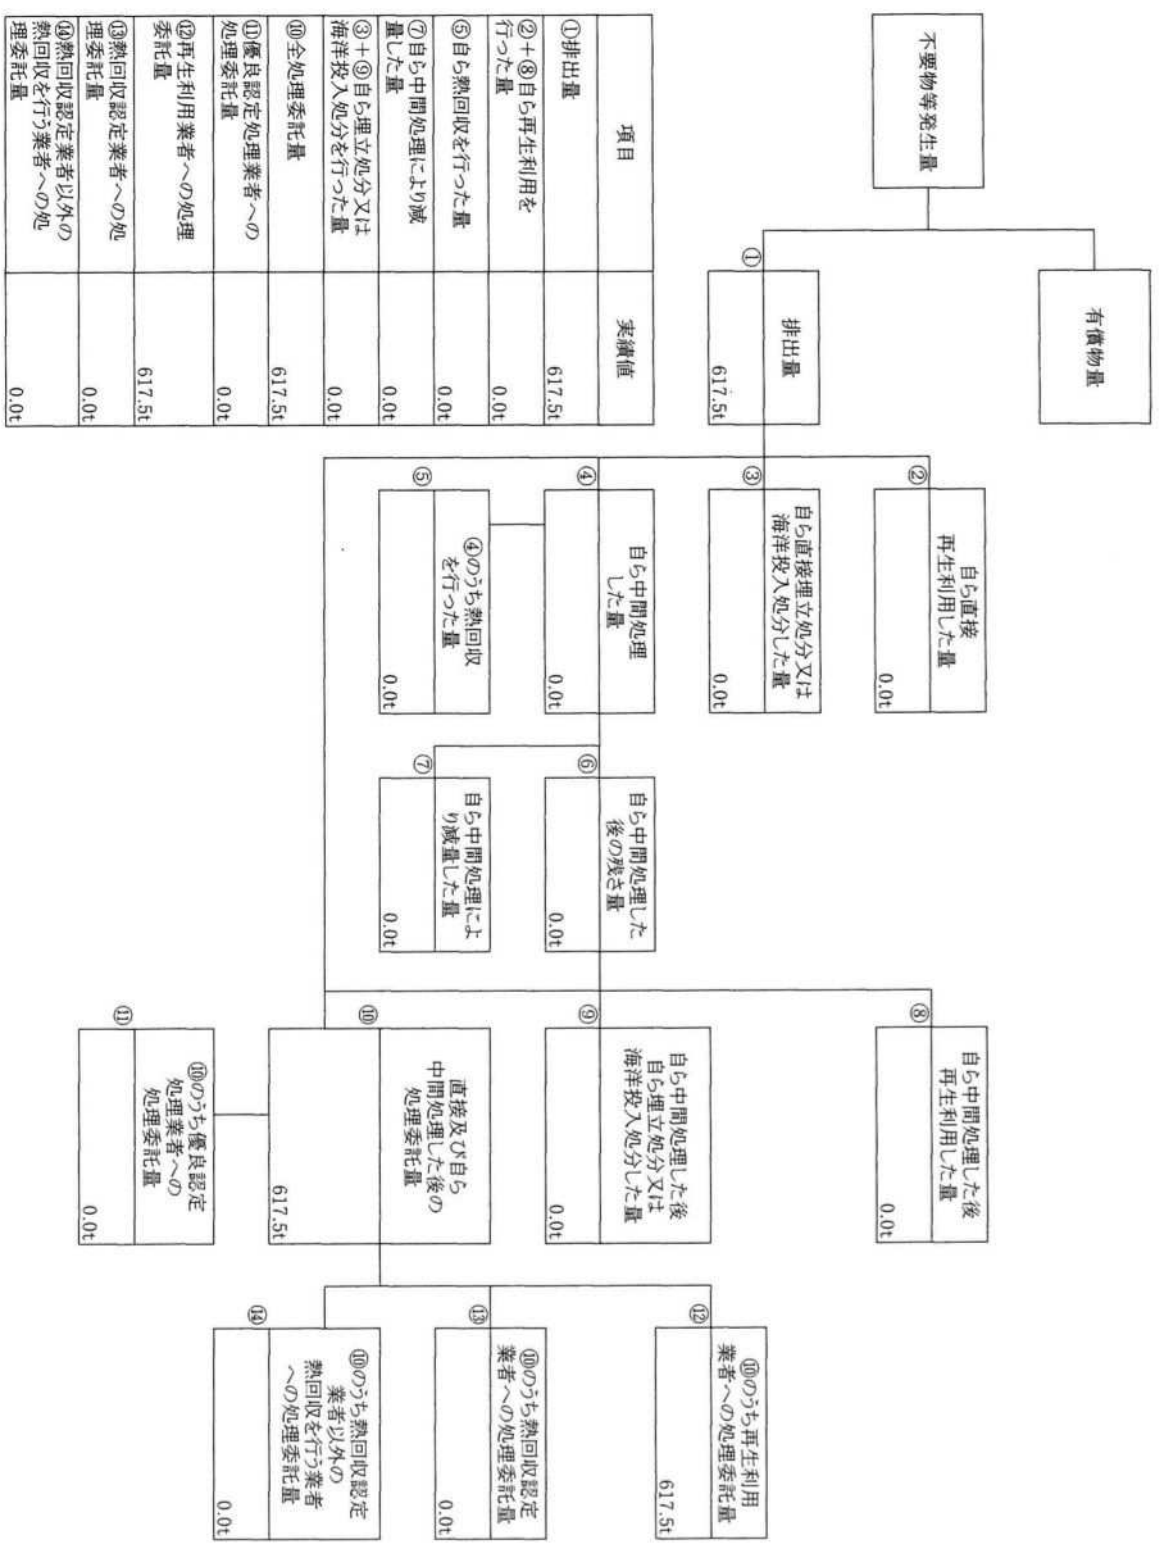 不要物等発生量
有償物量
①
排出量
617.5t
②
自ら直接
再生利用した量
0.0t
③
自ら直接埋立処分又は
海洋投入処分した量
0.0t
④
自ら中間処理
した量
0.0t
⑤
④のうち熱回収
を行った量
0.0t
⑥
自ら中間処理した
後の残さ量
0.0t
⑦
自ら中間処理によ
り減量した量
0.0t
⑧
自ら中間処理した後
再生利用した量
0.0t
⑨
自ら中間処理した後
自ら埋立処分又は
海洋投入処分した量
0.0t
⑩
直接及び自ら
中間処理した後の
処理委託量
617.5t
⑪
⑩のうち優良認定
処理業者への
処理委託量
0.0t
⑫
⑩のうち再生利用
業者への処理委託量
617.5t
⑬
⑩のうち熱回収認定
業者への処理委託量
0.0t
⑭
⑩のうち熱回収認定
業者以外の
熱回収を行う業者
への処理委託量
0.0t
項目 実績値
①排出量 617.5t
②+⑧自ら再生利用を
行った量 0.0t
⑤自ら熱回収を行った量 0.0t
⑦自ら中間処理により減
量した量 0.0t
③+⑨自ら埋立処分又は
海洋投入処分を行った量 0.0t
⑩全処理委託量 617.5t
⑪優良認定処理業者への
処理委託量 0.0t
⑫再生利用業者への処理
委託量 617.5t
⑬熱回収認定業者への処
理委託量 0.0t
⑭熱回収認定業者以外の
熱回収を行う業者への処
理委託量 0.0t